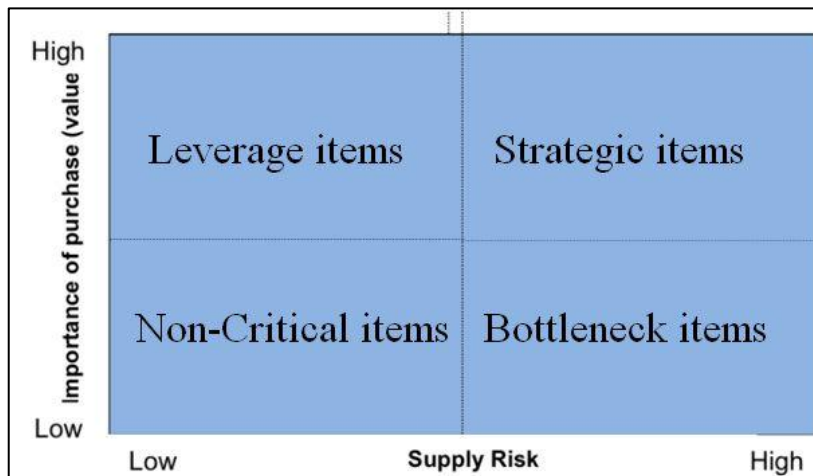 High
Importance of purchase (value
Leverage items
Strategic items
Non-Critical items
Bottleneck items
Low
Low
Supply Risk
High